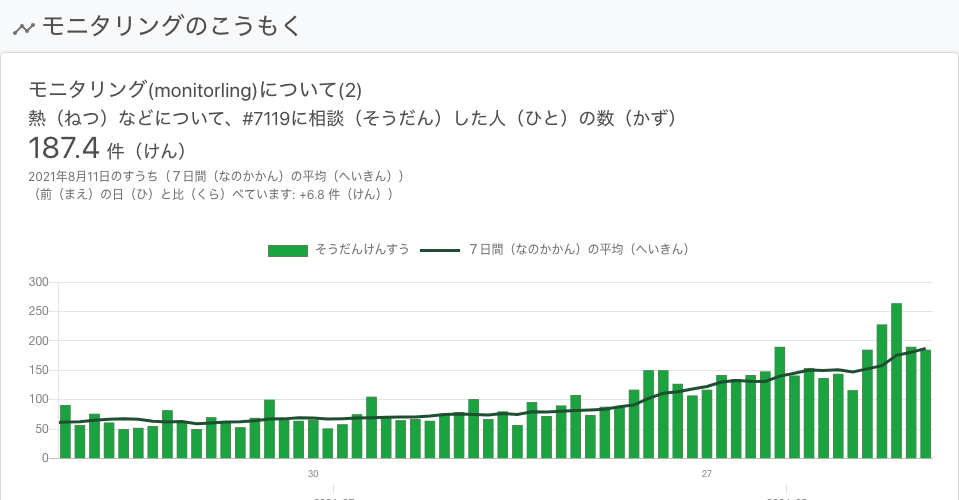 モニタリングのこうもく
モニタリング(monitorling)について(2)
熱（ねつ）などについて、#7119に相談（そうだん）した人（ひと）の数（かず）
187.4 件（けん）
2021年8月11日のすうち（７日間（なのかかん）の平均（へいきん））
（前（まえ）の日（ひ）と比（くら）べています: +6.8 件（けん））
そうだんけんすう　７日間（なのかかん）の平均（へいきん）
300
250
200
150
100
50
0
30 27